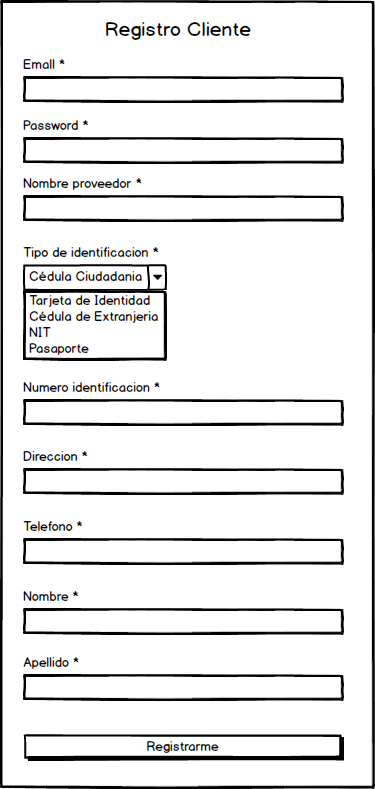 Registro Cliente
Email *
Password *
Nombre proveedor *
Tipo de identificacion *
Cédula Ciudadania
Tarjeta de Identidad
Cédula de Extranjeria
NIT
Pasaporte
Numero identificacion *
Direccion *
Telefono *
Nombre *
Apellido *
Registrarme